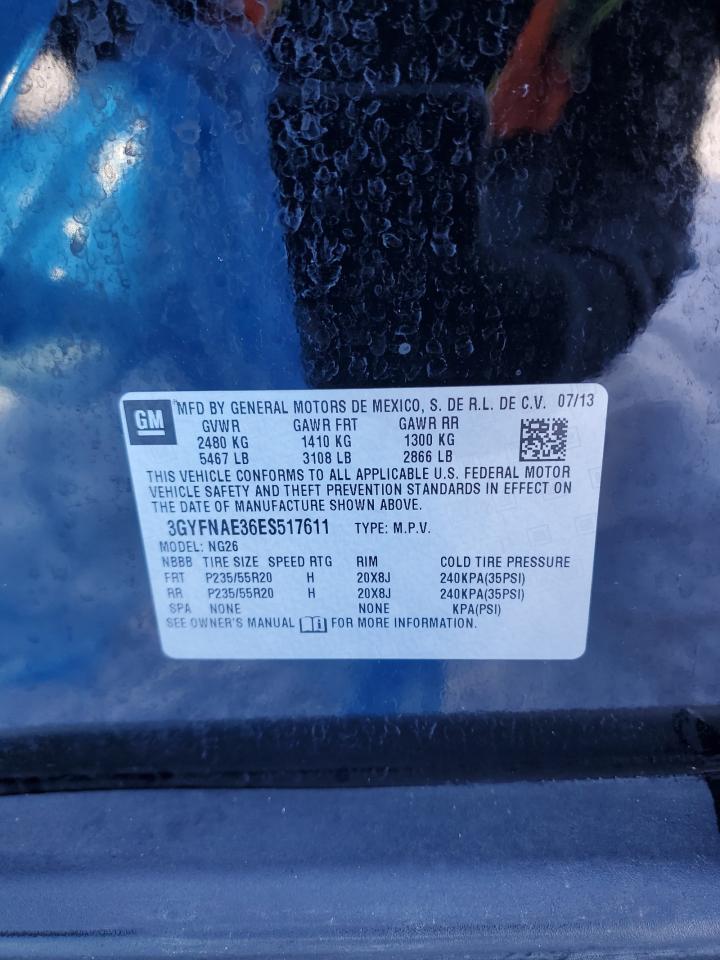 GM
MFD BY GENERAL MOTORS DE MEXICO, S. DE R.L. DE C.V. 07/13
GVWR GAWR FRT GAWR RR
2480 KG 1410 KG 1300 KG
5467 LB 3108 LB 2866 LB
THIS VEHICLE CONFORMS TO ALL APPLICABLE U.S. FEDERAL MOTOR
VEHICLE SAFETY AND THEFT PREVENTION STANDARDS IN EFFECT ON
THE DATE OF MANUFACTURE SHOWN ABOVE.
3GYFNAE36ES517611 TYPE: M.P.V.
MODEL: NG26
NBBB TIRE SIZE SPEED RTG RIM COLD TIRE PRESSURE
FRT P235/55R20 H 20X8J 240KPA(35PSI)
RR P235/55R20 H 20X8J 240KPA(35PSI)
SPA NONE NONE KPA(PSI)
SEE OWNER'S MANUAL FOR MORE INFORMATION.